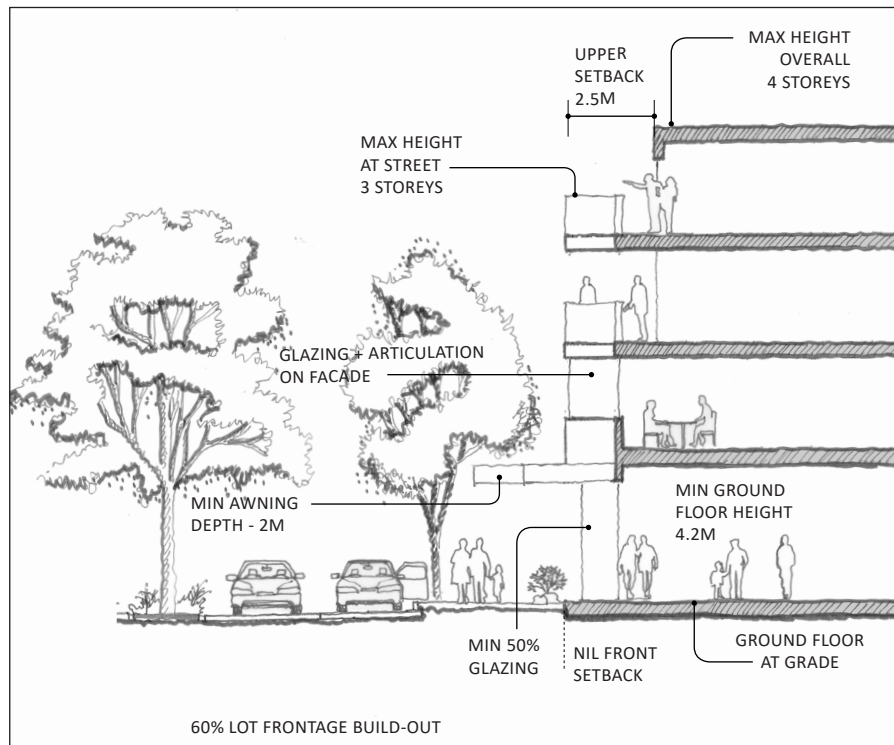 MAX HEIGHT
OVERALL
4 STOREYS
UPPER
SETBACK
2.5M
MAX HEIGHT
AT STREET
3 STOREYS
GLAZING + ARTICULATION
ON FACADE
MIN AWNING
DEPTH - 2M
MIN GROUND
FLOOR HEIGHT
4.2M
MIN 50%
GLAZING
NIL FRONT
SETBACK
GROUND FLOOR
AT GRADE
60% LOT FRONTAGE BUILD-OUT